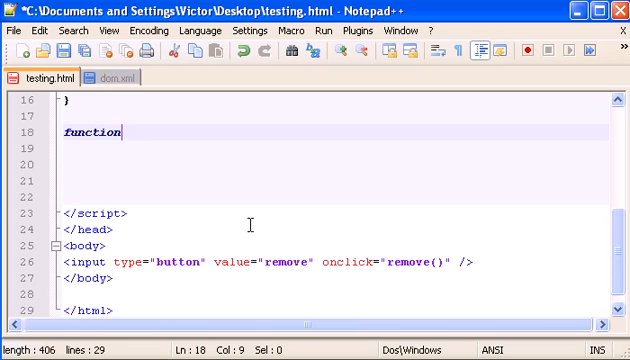 *C:\Documents and Settings\Victor\Desktop\testing.html - Notepad++
File Edit Search View Encoding Language Settings Macro Run Plugins Window ? X
testing.html dom.xml
16 }
17
18 function
19
20
21
22
23 </script>
24 </head>
25 <body>
26 <input type="button" value="remove" onclick="remove()" />
27 </body>
28
29 </html>
length : 406 lines : 29 Ln : 18 Col : 9 Sel : 0 Dos\Windows ANSI INS